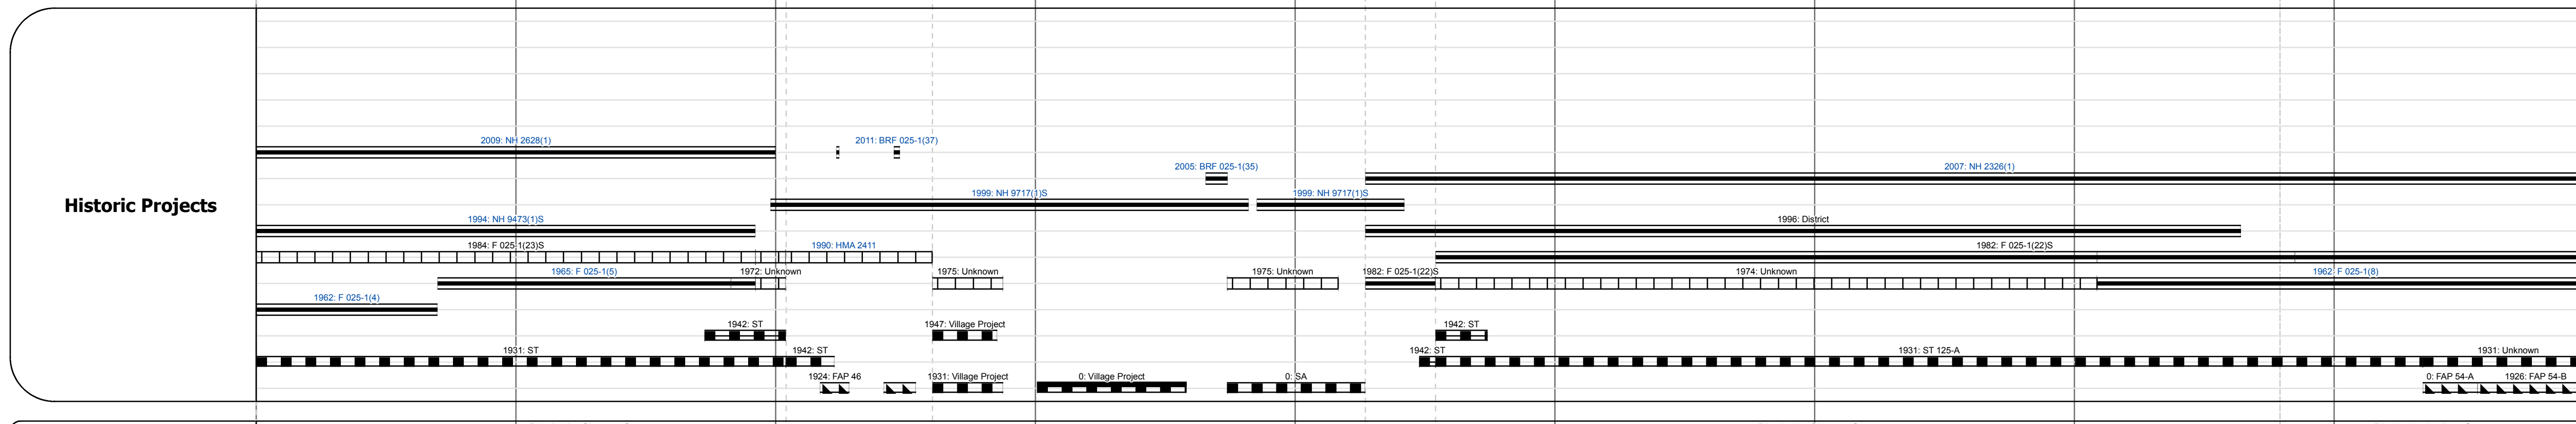 2009: NH 2628(1)
2011: BRF 025-1(37)
2005: BRF 025-1(35)
2007: NH 2326(1)
1999: NH 9717(1)S
1999: NH 9717(1)S
Historic Projects
1994: NH 9473(1)S
1996: District
1984: F 025-1(23)S
1990: HMA 2411
1982: F 025-1(22)S
1965: F 025-1(5)
1972: Unknown
1975: Unknown
1975: Unknown
1982: F 025-1(22)S
1974: Unknown
1962: F 025-1(8)
1962: F 025-1(4)
1942: ST
1947: Village Project
1942: ST
1931: ST
1942: ST
1942: ST
1931: ST 125-A
1931: Unknown
1924: FAP 46
1931: Village Project
0: Village Project
0: SA
0: FAP 54-A
1926: FAP 54-B